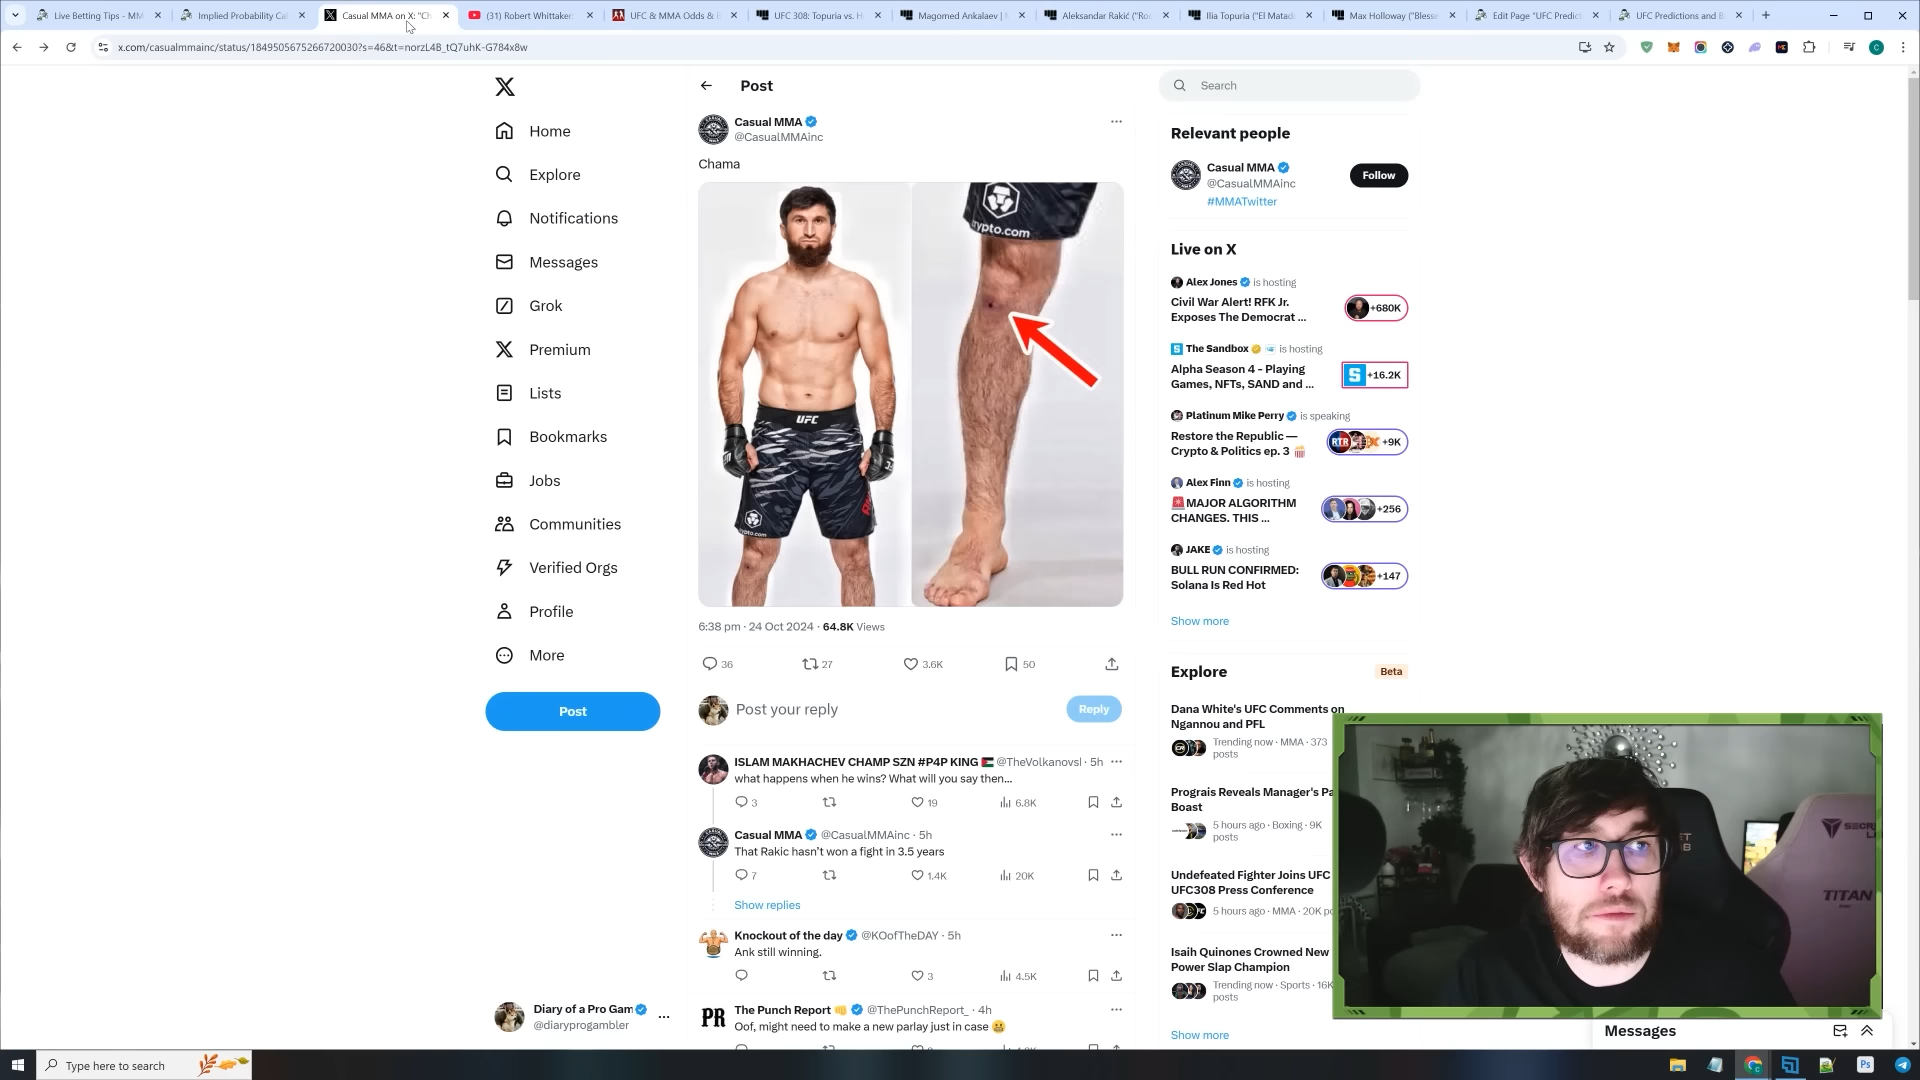 Live Betting Tips - MM
Implied Probability Cal
Casual MMA on X: "Ch
(31) Robert Whittaker:
UFC & MMA Odds & B
UFC 308: Topuria vs. H
Magomed Ankalaev |
Aleksandar Rakić ("Roc
Ilia Topuria ("El Matad
Max Holloway ("Blesse
Edit Page "UFC Predicti
UFC Predictions and B
x.com/casualmmainc/status/1849505675266720030?s=46&t=norzL4B_tQ7uhK-G784x8w
Home
Explore
Notifications
Messages
Grok
Premium
Lists
Bookmarks
Jobs
Communities
Verified Orgs
Profile
More
Post
Diary of a Pro Gam
@diaryprogambler
Post
Casual MMA
@CasualMMAinc
Chama
UFC
crypto.com
rypto.com
6:38 pm · 24 Oct 2024 · 64.8K Views
36 27 3.6K 50
Post your reply
Reply
ISLAM MAKHACHEV CHAMP SZN #P4P KING 🇵🇸 @TheVolkanovsl · 5h
what happens when he wins? What will you say then...
3 19 6.8K
Casual MMA @CasualMMAinc · 5h
That Rakic hasn't won a fight in 3.5 years
7 1.4K 20K
Show replies
Knockout of the day @KOofTheDAY · 5h
Ank still winning.
3 4.5K
PR
The Punch Report 👊 @ThePunchReport_ · 4h
Oof, might need to make a new parlay just in case 😬
Search
Relevant people
Casual MMA
@CasualMMAinc
#MMATwitter
Follow
Live on X
Alex Jones is hosting
Civil War Alert! RFK Jr.
Exposes The Democrat ...
+680K
The Sandbox is hosting
Alpha Season 4 - Playing
Games, NFTs, SAND and ...
+16.2K
Platinum Mike Perry is speaking
Restore the Republic —
Crypto & Politics ep. 3 🍿
RTR
+9K
Alex Finn is hosting
🚨MAJOR ALGORITHM
CHANGES. THIS ...
+256
JAKE is hosting
BULL RUN CONFIRMED:
Solana Is Red Hot
+147
Show more
Explore
Beta
Dana White's UFC Comments on
Ngannou and PFL
Trending now · MMA · 373
posts
Prograis Reveals Manager's Pa
Boast
5 hours ago · Boxing · 9K
posts
Undefeated Fighter Joins UFC
UFC308 Press Conference
5 hours ago · MMA · 20K po
Isaih Quinones Crowned New
Power Slap Champion
Trending now · Sports · 16K
posts
Show more
SECR
TITAN
Messages
Type here to search